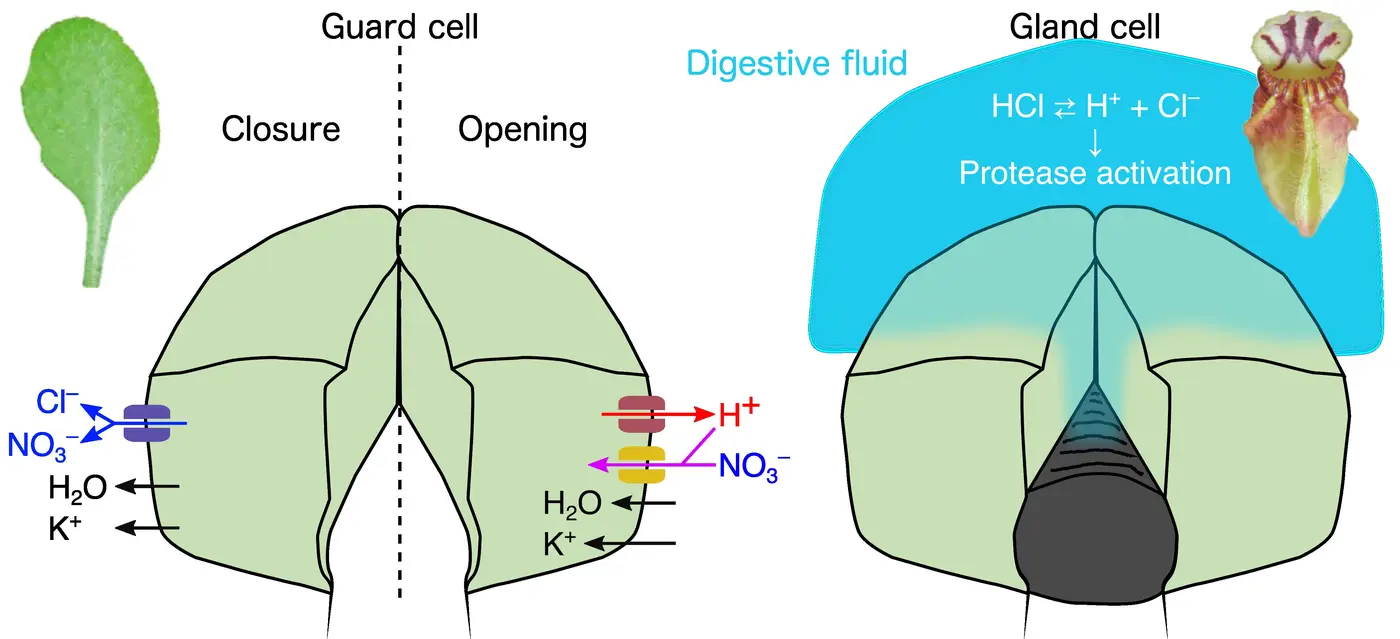 Guard cell
Closure
Opening
Cl⁻
NO₃⁻
H₂O
K⁺
H⁺
NO₃⁻
H₂O
K⁺
Gland cell
Digestive fluid
HCl ⇄ H⁺ + Cl⁻
↓
Protease activation